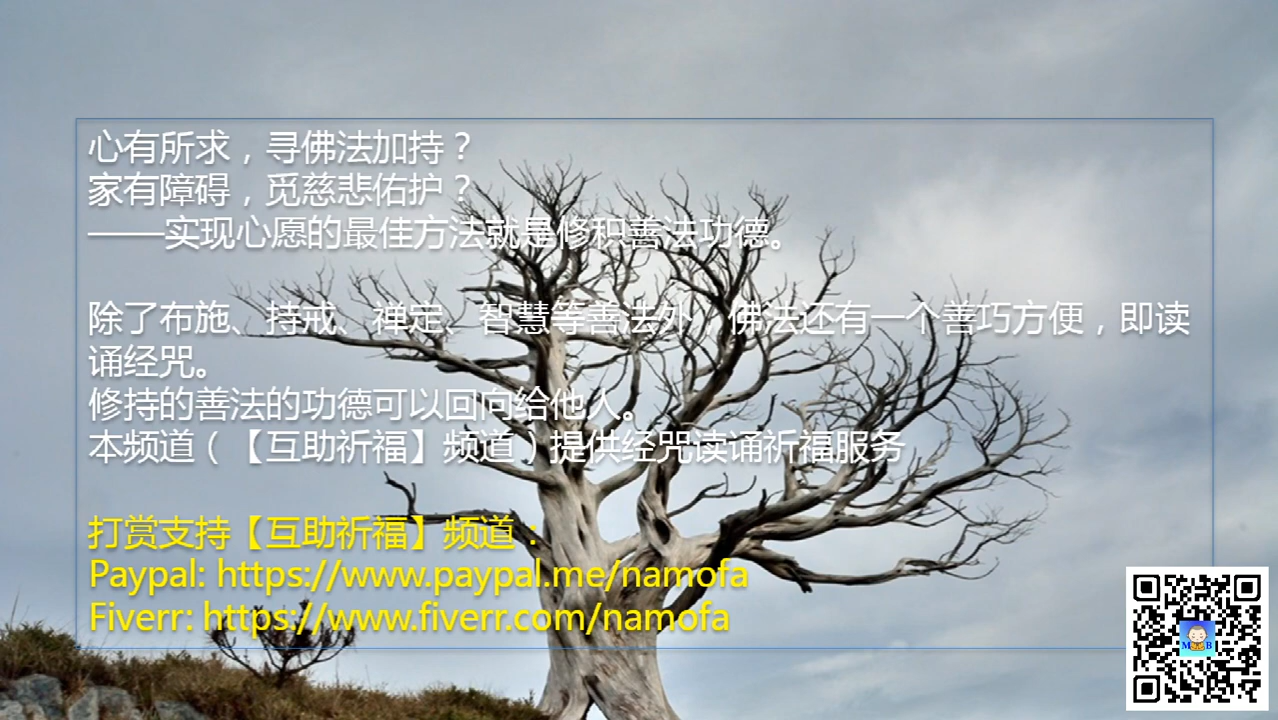 心有所求，寻佛法加持？
家有障碍，觅慈悲佑护？
——实现心愿的最佳方法就是修积善法功德。
除了布施、持戒、禅定、智慧等善法外，佛法还有一个善巧方便，即读
诵经咒。
修持的善法的功德可以回向给他人。
本频道（【互助祈福】频道）提供经咒读诵祈福服务
打赏支持【互助祈福】频道：
Paypal: https://www.paypal.me/namofa
Fiverr: https://www.fiverr.com/namofa
M B